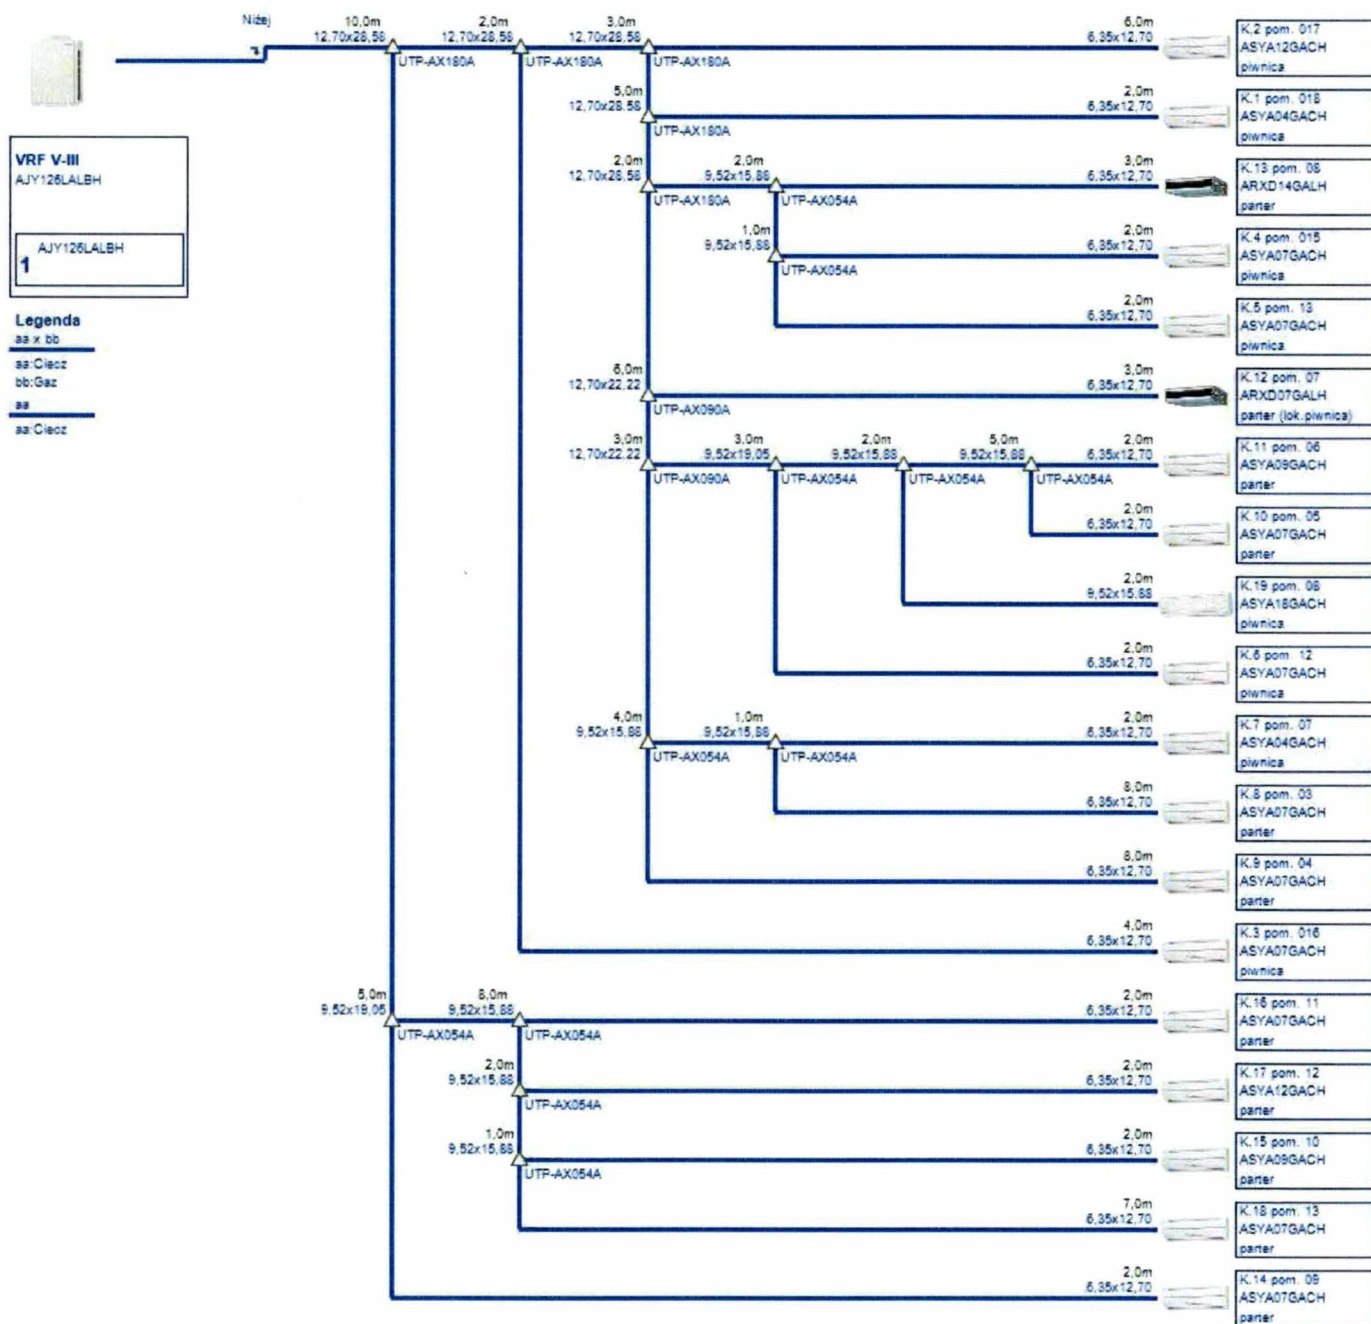 Niżej
10,0m
12,70x28,58
UTP-AX180A
2,0m
12,70x28,58
UTP-AX180A
3,0m
12,70x28,58
UTP-AX180A
6,0m
6,35x12,70
K.2 pom. 017
ASYA12GACH
piwnica
VRF V-III
AJY126LALBH
AJY126LALBH
1
Legenda
aa x bb
aa:Ciecz
bb:Gaz
aa
aa:Ciecz
5,0m
12,70x28,58
UTP-AX180A
2,0m
6,35x12,70
K.1 pom. 018
ASYA04GACH
piwnica
2,0m
12,70x28,58
UTP-AX180A
2,0m
9,52x15,88
UTP-AX054A
3,0m
6,35x12,70
K.13 pom. 08
ARXD14GALH
parter
1,0m
9,52x15,88
UTP-AX054A
2,0m
6,35x12,70
K.4 pom. 015
ASYA07GACH
piwnica
2,0m
6,35x12,70
K.5 pom. 13
ASYA07GACH
piwnica
6,0m
12,70x22,22
UTP-AX090A
3,0m
6,35x12,70
K.12 pom. 07
ARXD07GALH
parter (lok.piwnica)
3,0m
12,70x22,22
UTP-AX090A
3,0m
9,52x19,05
UTP-AX054A
2,0m
9,52x15,88
UTP-AX054A
5,0m
9,52x15,88
UTP-AX054A
2,0m
6,35x12,70
K.11 pom. 06
ASYA09GACH
parter
2,0m
6,35x12,70
K.10 pom. 05
ASYA07GACH
parter
2,0m
9,52x15,88
K.19 pom. 08
ASYA18GACH
piwnica
2,0m
6,35x12,70
K.6 pom. 12
ASYA07GACH
piwnica
4,0m
9,52x15,88
UTP-AX054A
1,0m
9,52x15,88
UTP-AX054A
2,0m
6,35x12,70
K.7 pom. 07
ASYA04GACH
piwnica
8,0m
6,35x12,70
K.8 pom. 03
ASYA07GACH
parter
8,0m
6,35x12,70
K.9 pom. 04
ASYA07GACH
parter
4,0m
6,35x12,70
K.3 pom. 016
ASYA07GACH
piwnica
5,0m
9,52x19,05
UTP-AX054A
8,0m
9,52x15,88
UTP-AX054A
2,0m
6,35x12,70
K.16 pom. 11
ASYA07GACH
parter
2,0m
9,52x15,88
UTP-AX054A
2,0m
6,35x12,70
K.17 pom. 12
ASYA12GACH
parter
1,0m
9,52x15,88
UTP-AX054A
2,0m
6,35x12,70
K.15 pom. 10
ASYA09GACH
parter
7,0m
6,35x12,70
K.18 pom. 13
ASYA07GACH
parter
2,0m
6,35x12,70
K.14 pom. 09
ASYA07GACH
parter